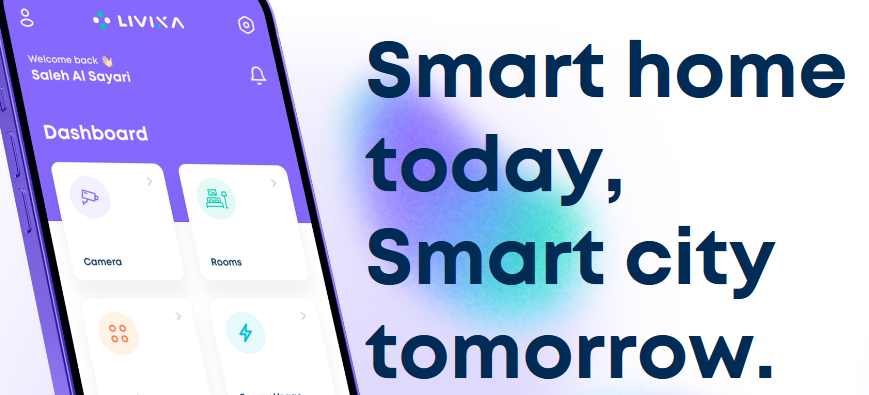 LIVIXA
Welcome back 👋🏻
Saleh Al Sayari
Dashboard
Camera
Rooms
Smart home
today,
Smart city
tomorrow.